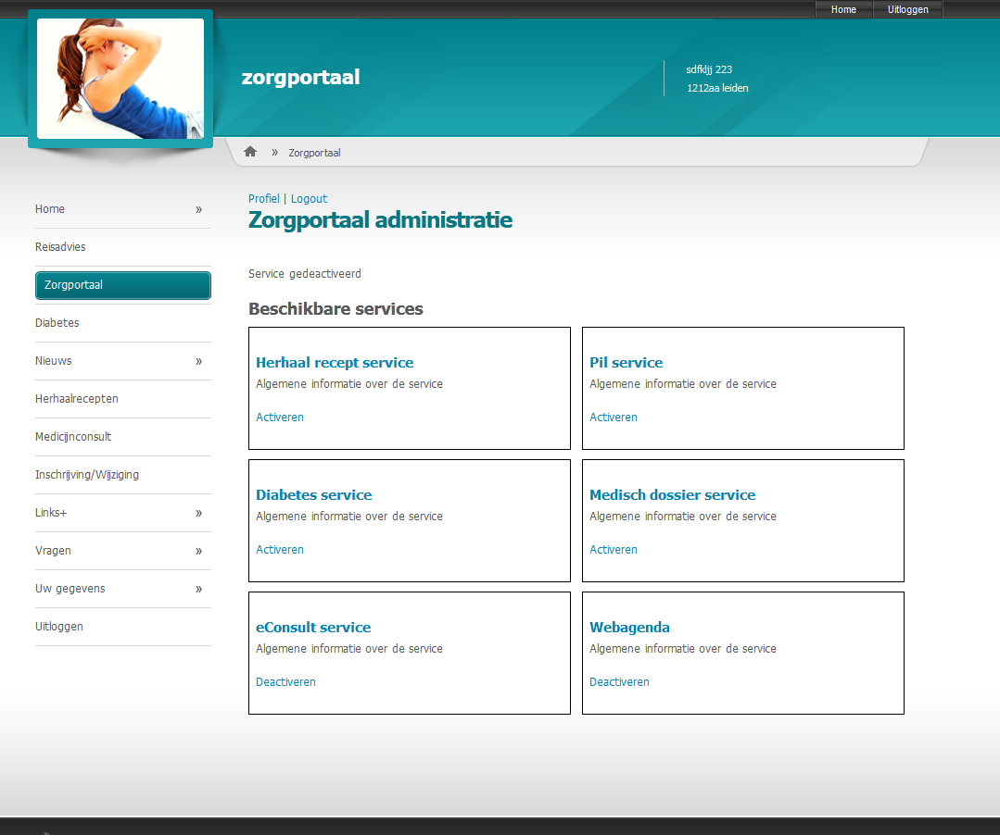 Home
Uitloggen
zorgportaal
sdfkljj 223
1212aa leiden
» Zorgportaal
Home »
Reisadvies
Zorgportaal
Diabetes
Nieuws »
Herhaalrecepten
Medicijnconsult
Inschrijving/Wijziging
Links+ »
Vragen »
Uw gegevens »
Uitloggen
Profiel | Logout
Zorgportaal administratie
Service gedeactiveerd
Beschikbare services
Herhaal recept service
Algemene informatie over de service
Activeren
Pil service
Algemene informatie over de service
Activeren
Diabetes service
Algemene informatie over de service
Activeren
Medisch dossier service
Algemene informatie over de service
Activeren
eConsult service
Algemene informatie over de service
Deactiveren
Webagenda
Algemene informatie over de service
Deactiveren